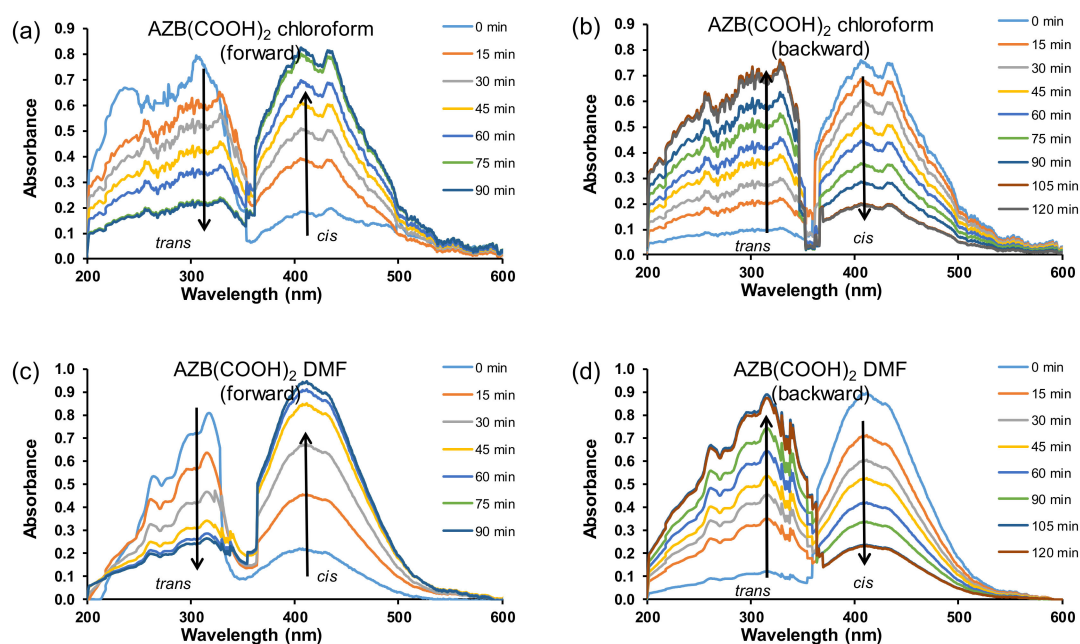 (a)
AZB(COOH)2 chloroform
(forward)
Absorbance
0.9
0.8
0.7
0.6
0.5
0.4
0.3
0.2
0.1
0.0
200
300
400
500
600
Wavelength (nm)
trans
cis
0 min
15 min
30 min
45 min
60 min
75 min
90 min
(b)
AZB(COOH)2 chloroform
(backward)
Absorbance
0.9
0.8
0.7
0.6
0.5
0.4
0.3
0.2
0.1
0.0
200
300
400
500
600
Wavelength (nm)
trans
cis
0 min
15 min
30 min
45 min
60 min
75 min
90 min
105 min
120 min
(c)
AZB(COOH)2 DMF
(forward)
Absorbance
1.0
0.9
0.8
0.7
0.6
0.5
0.4
0.3
0.2
0.1
0.0
200
300
400
500
600
Wavelength (nm)
trans
cis
0 min
15 min
30 min
45 min
60 min
75 min
90 min
(d)
AZB(COOH)2 DMF
(backward)
Absorbance
1.0
0.9
0.8
0.7
0.6
0.5
0.4
0.3
0.2
0.1
0.0
200
300
400
500
600
Wavelength (nm)
trans
cis
0 min
15 min
30 min
45 min
60 min
90 min
105 min
120 min